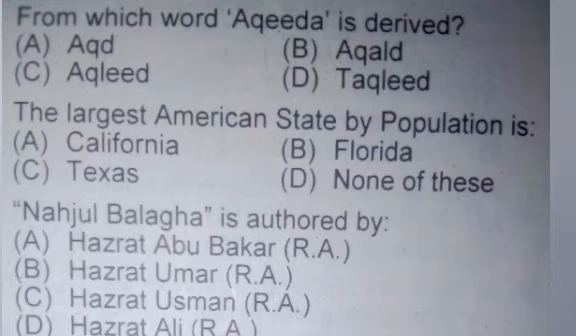 From which word ‘Aqeeda’ is derived?
(A) Aqd (B) Aqald
(C) Aqleed (D) Taqleed
The largest American State by Population is:
(A) California (B) Florida
(C) Texas (D) None of these
“Nahjul Balagha” is authored by:
(A) Hazrat Abu Bakar (R.A.)
(B) Hazrat Umar (R.A.)
(C) Hazrat Usman (R.A.)
(D) Hazrat Ali (R.A.)